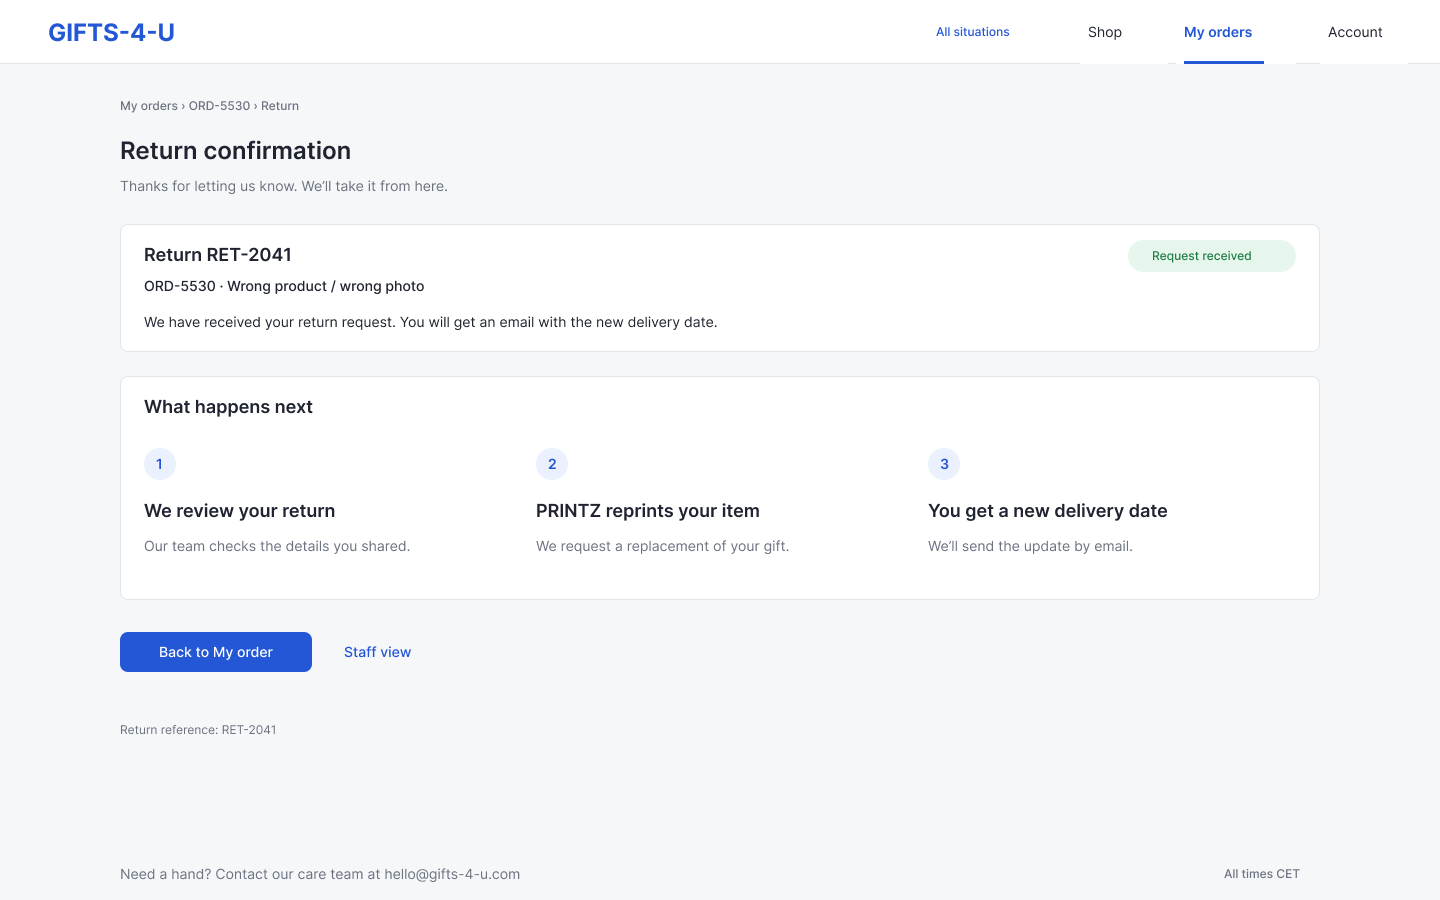 GIFTS-4-U
All situations
Shop
My orders
Account
My orders › ORD-5530 › Return
Return confirmation
Thanks for letting us know. We’ll take it from here.
Return RET-2041
Request received
ORD-5530 · Wrong product / wrong photo
We have received your return request. You will get an email with the new delivery date.
What happens next
1
2
3
We review your return
PRINTZ reprints your item
You get a new delivery date
Our team checks the details you shared.
We request a replacement of your gift.
We’ll send the update by email.
Back to My order
Staff view
Return reference: RET-2041
Need a hand? Contact our care team at hello@gifts-4-u.com
All times CET